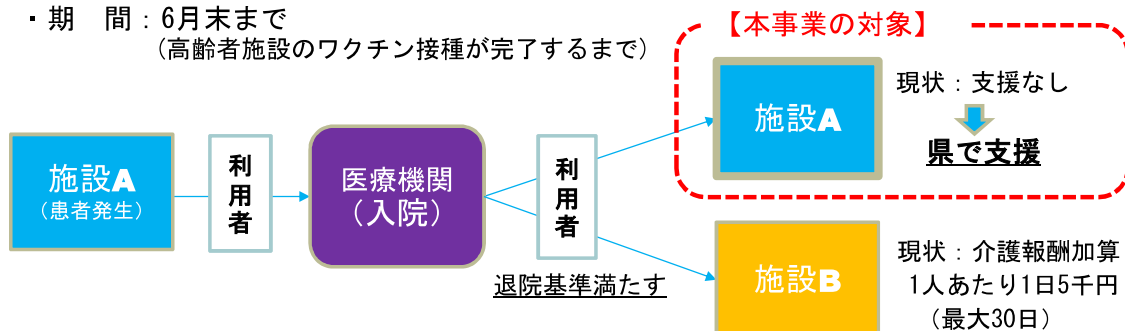 ・期　間：6月末まで
（高齢者施設のワクチン接種が完了するまで）
【本事業の対象】
施設A
現状：支援なし
県で支援
施設A
（患者発生）
利用者
医療機関
（入院）
利用者
退院基準満たす
施設B
現状：介護報酬加算
1人あたり1日5千円
（最大30日）